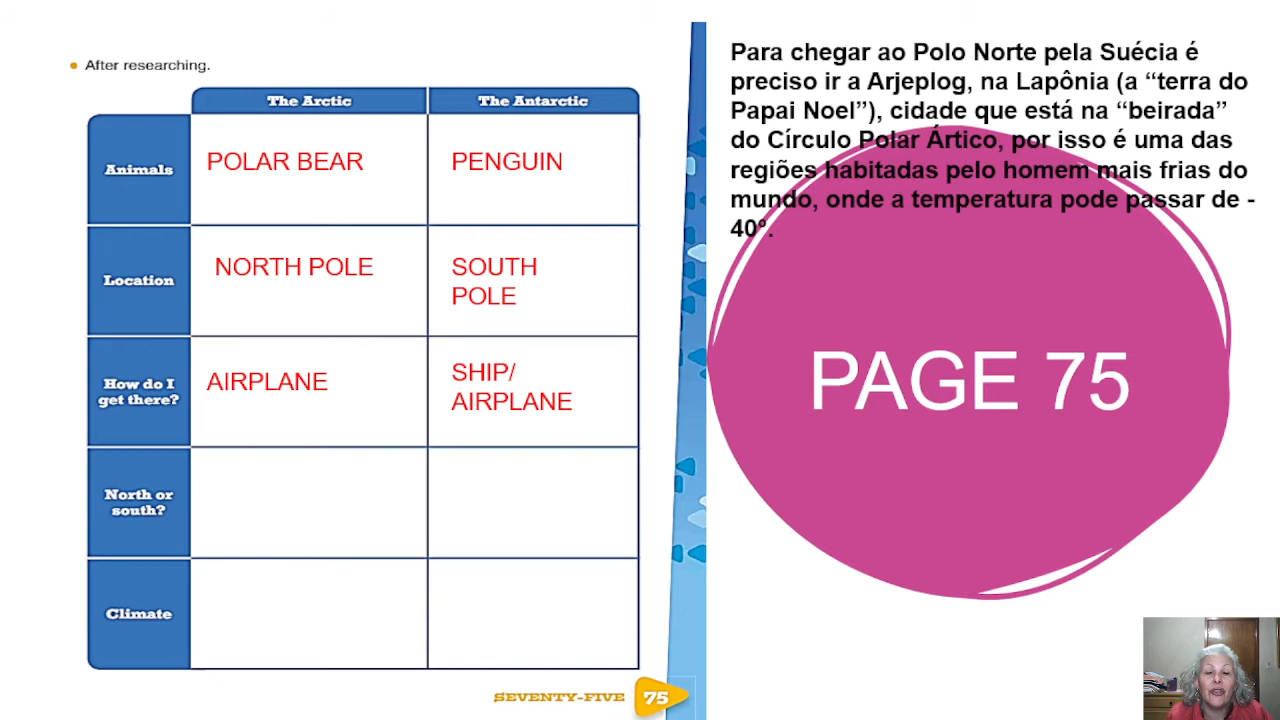 After researching.
The Arctic
The Antarctic
Animals
POLAR BEAR
PENGUIN
Location
NORTH POLE
SOUTH
POLE
How do I
get there?
AIRPLANE
SHIP/
AIRPLANE
North or
south?
Climate
SEVENTY-FIVE
75
Para chegar ao Polo Norte pela Suécia é
preciso ir a Arjeplog, na Lapônia (a “terra do
Papai Noel”), cidade que está na “beirada”
do Círculo Polar Ártico, por isso é uma das
regiões habitadas pelo homem mais frias do
mundo, onde a temperatura pode passar de -
40º.
PAGE 75